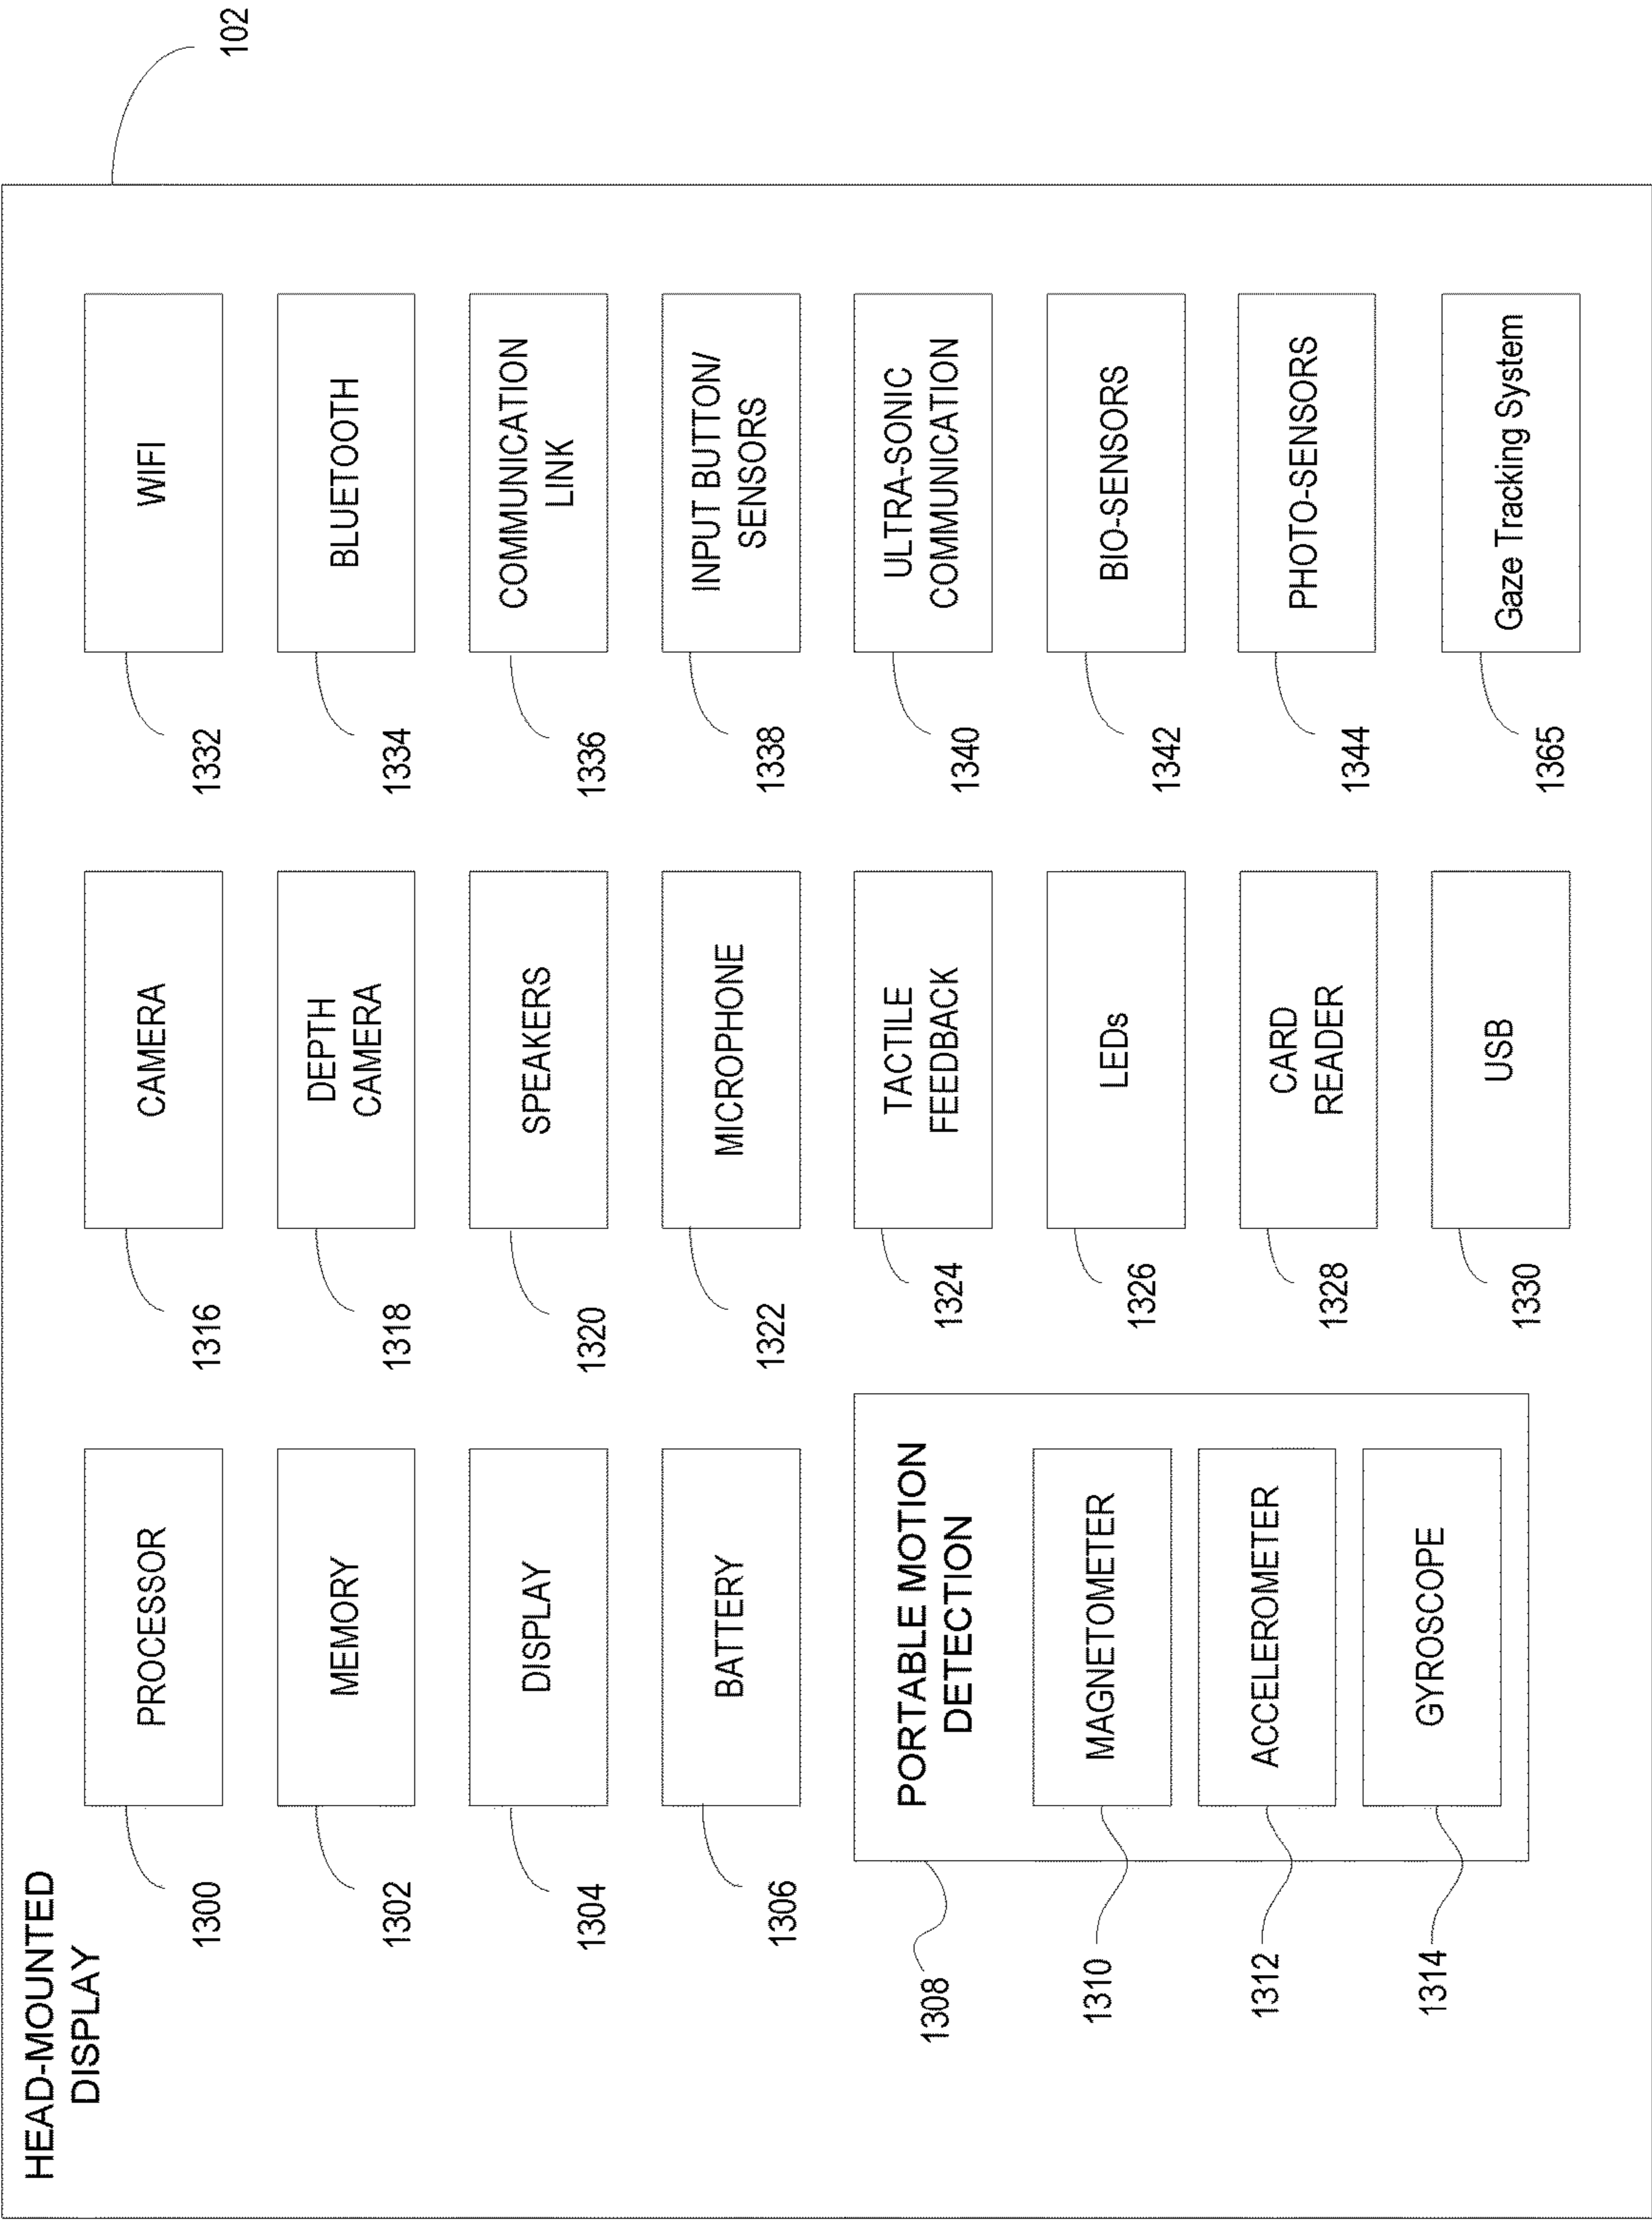 HEAD-MOUNTED
DISPLAY
102
1300
PROCESSOR
1302
MEMORY
1304
DISPLAY
1306
BATTERY
1308
PORTABLE MOTION
DETECTION
1310
MAGNETOMETER
1312
ACCELEROMETER
1314
GYROSCOPE
1316
CAMERA
1318
DEPTH
CAMERA
1320
SPEAKERS
1322
MICROPHONE
1324
TACTILE
FEEDBACK
1326
LEDs
1328
CARD
READER
1330
USB
1332
WIFI
1334
BLUETOOTH
1336
COMMUNICATION
LINK
1338
INPUT BUTTON/
SENSORS
1340
ULTRA-SONIC
COMMUNICATION
1342
BIO-SENSORS
1344
PHOTO-SENSORS
1365
Gaze Tracking System